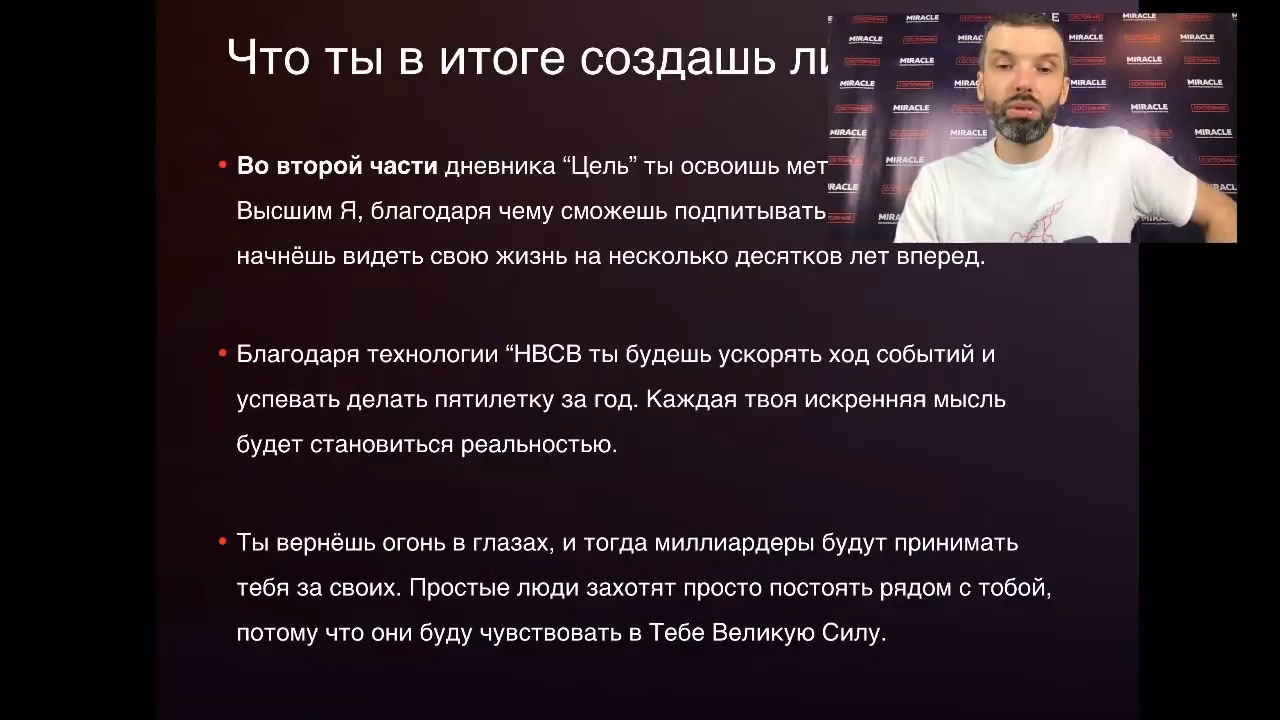 Что ты в итоге создашь
Во второй части дневника “Цель” ты освоишь
Высшим Я, благодаря чему сможешь подпитывать
начнёшь видеть свою жизнь на несколько десятков лет вперед.
Благодаря технологии “НВСВ ты будешь ускорять ход событий и
успевать делать пятилетку за год. Каждая твоя искренняя мысль
будет становиться реальностью.
Ты вернёшь огонь в глазах, и тогда миллиардеры будут принимать
тебя за своих. Простые люди захотят просто постоять рядом с тобой,
потому что они буду чувствовать в Тебе Великую Силу.
MIRACLE
СОСТОЯНИЕ